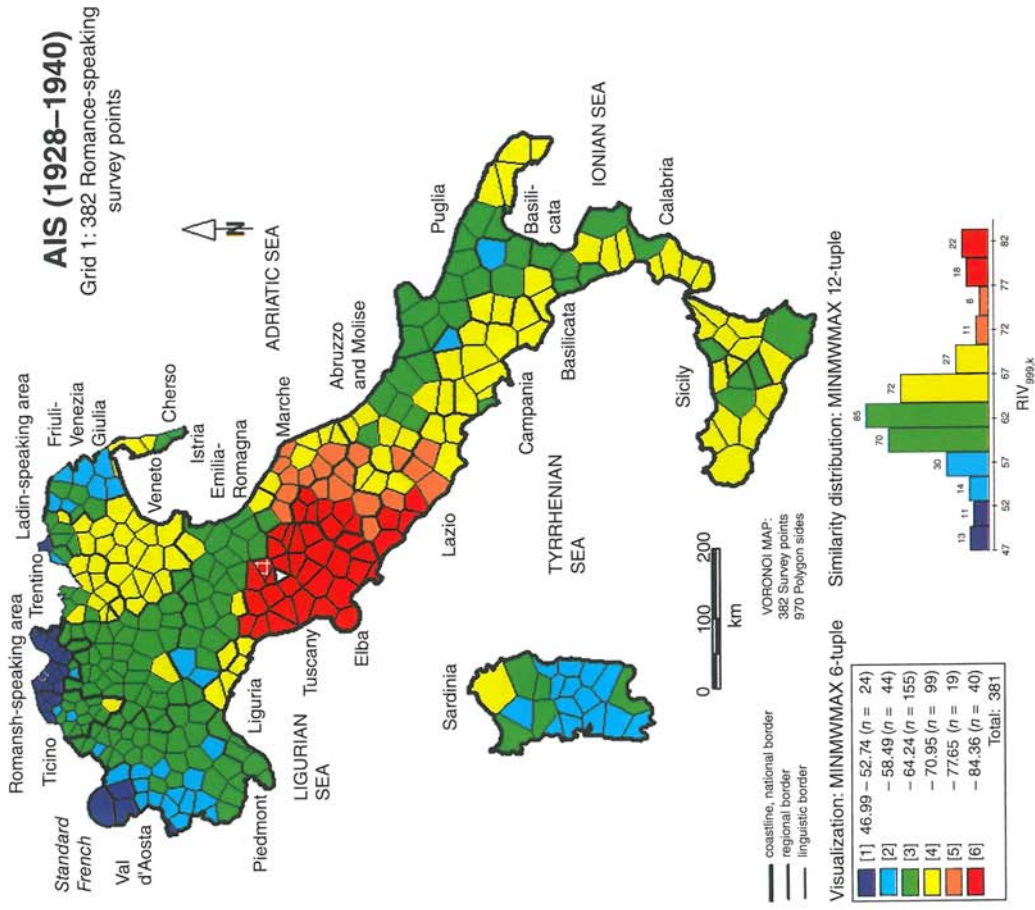 AIS (1928–1940)
Grid 1: 382 Romance-speaking
survey points
N
Romansh-speaking area
Ladin-speaking area
Ticino
Trentino
Friuli-
Venezia
Giulia
Standard
French
Val
d'Aosta
Veneto
Cherso
Istria
Emilia-
Romagna
ADRIATIC SEA
Piedmont
Liguria
LIGURIAN
SEA
Tuscany
Elba
Marche
Abruzzo
and Molise
Puglia
Lazio
Campania
Basilicata
Basili-
cata
IONIAN SEA
Calabria
TYRRHENIAN
SEA
Sardinia
Sicily
0 100 200
km
VORONOI MAP:
382 Survey points
970 Polygon sides
coastline, national border
regional border
linguistic border
Visualization: MINMWMAX 6-tuple
[1] 46.99 – 52.74 (n = 24)
[2] – 58.49 (n = 44)
[3] – 64.24 (n = 155)
[4] – 70.95 (n = 99)
[5] – 77.65 (n = 19)
[6] – 84.36 (n = 40)
Total: 381
Similarity distribution: MINMWMAX 12-tuple
13 11 14 30 70 85 72 27 11 8 18 22
47 52 57 62 67 72 77 82
RIV999,k